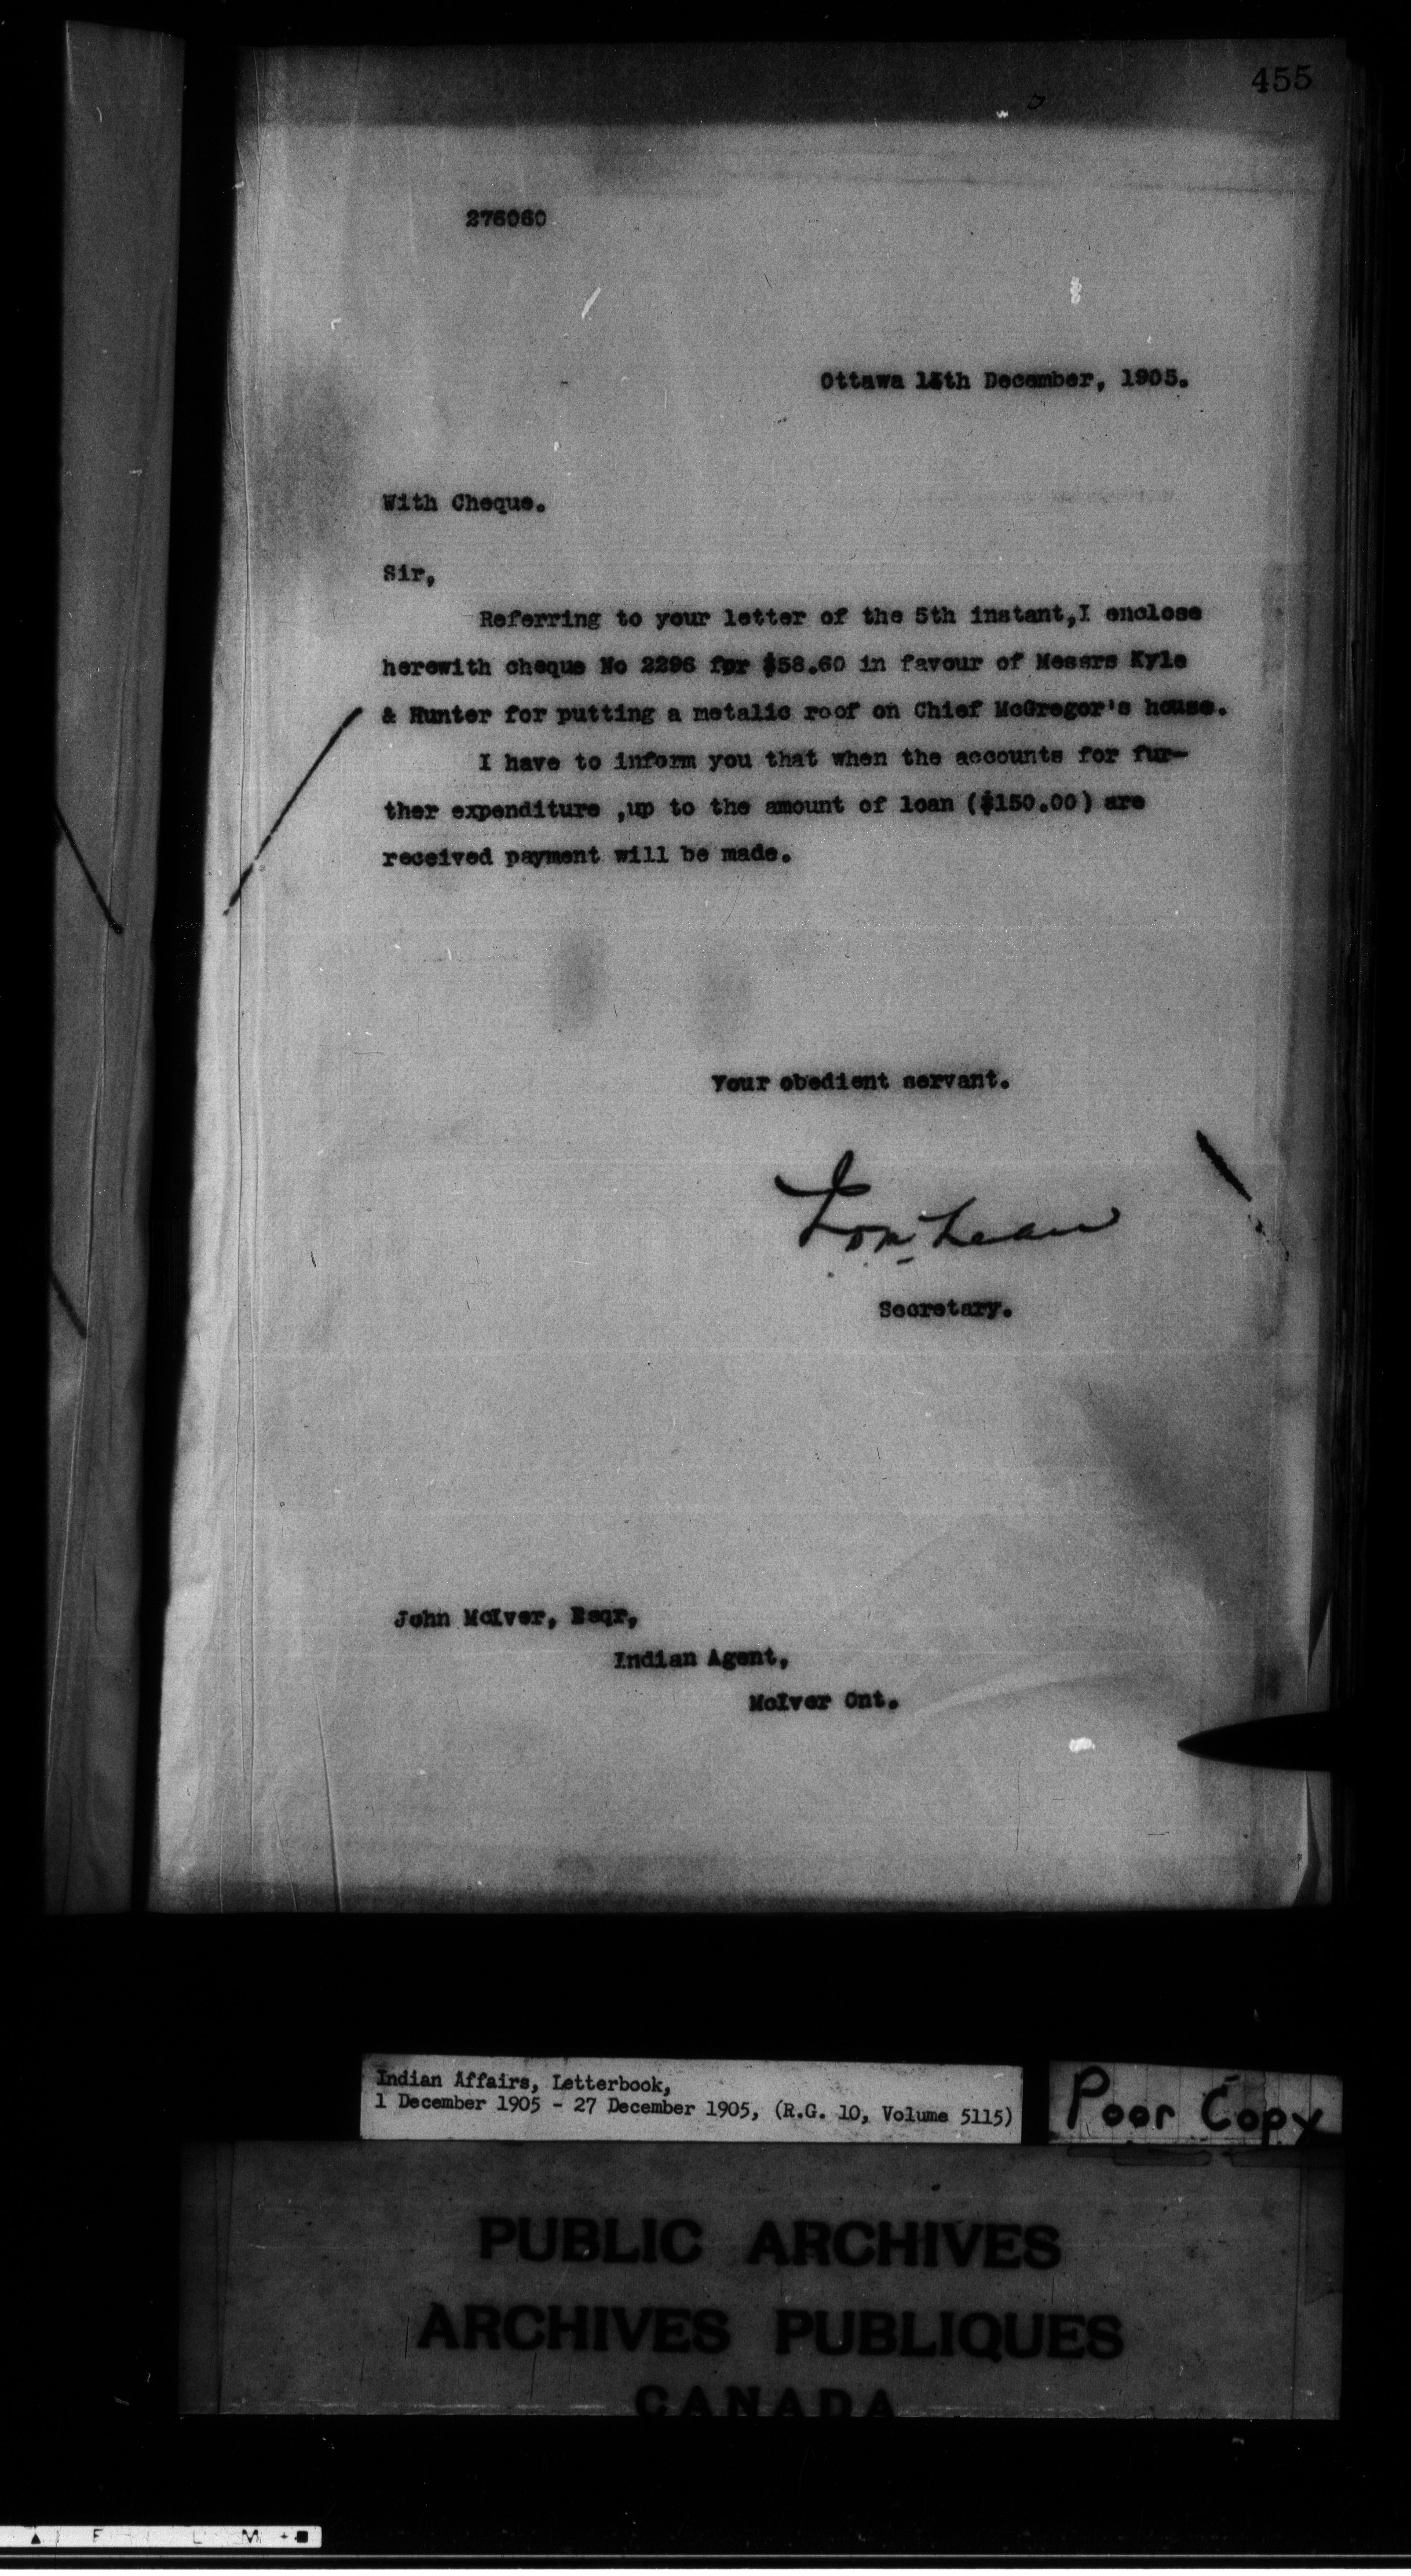 455
276060
Ottawa 15th December, 1905.
With Cheque.
Sir,
Referring to your letter of the 5th instant,I enclose
herewith cheque No 2296 for $58.60 in favour of Messrs Kyle
& Hunter for putting a metalic roof on Chief McGregor's house.
I have to inform you that when the accounts for fur-
ther expenditure ,up to the amount of loan ($150.00) are
received payment will be made.
Your obedient servant.
Secretary.
John McIver, Esqr,
Indian Agent,
McIver Ont.
Indian Affairs, Letterbook,
1 December 1905 - 27 December 1905, (R.G. 10, Volume 5115)
Poor Copy
PUBLIC ARCHIVES
ARCHIVES PUBLIQUES
CANADA